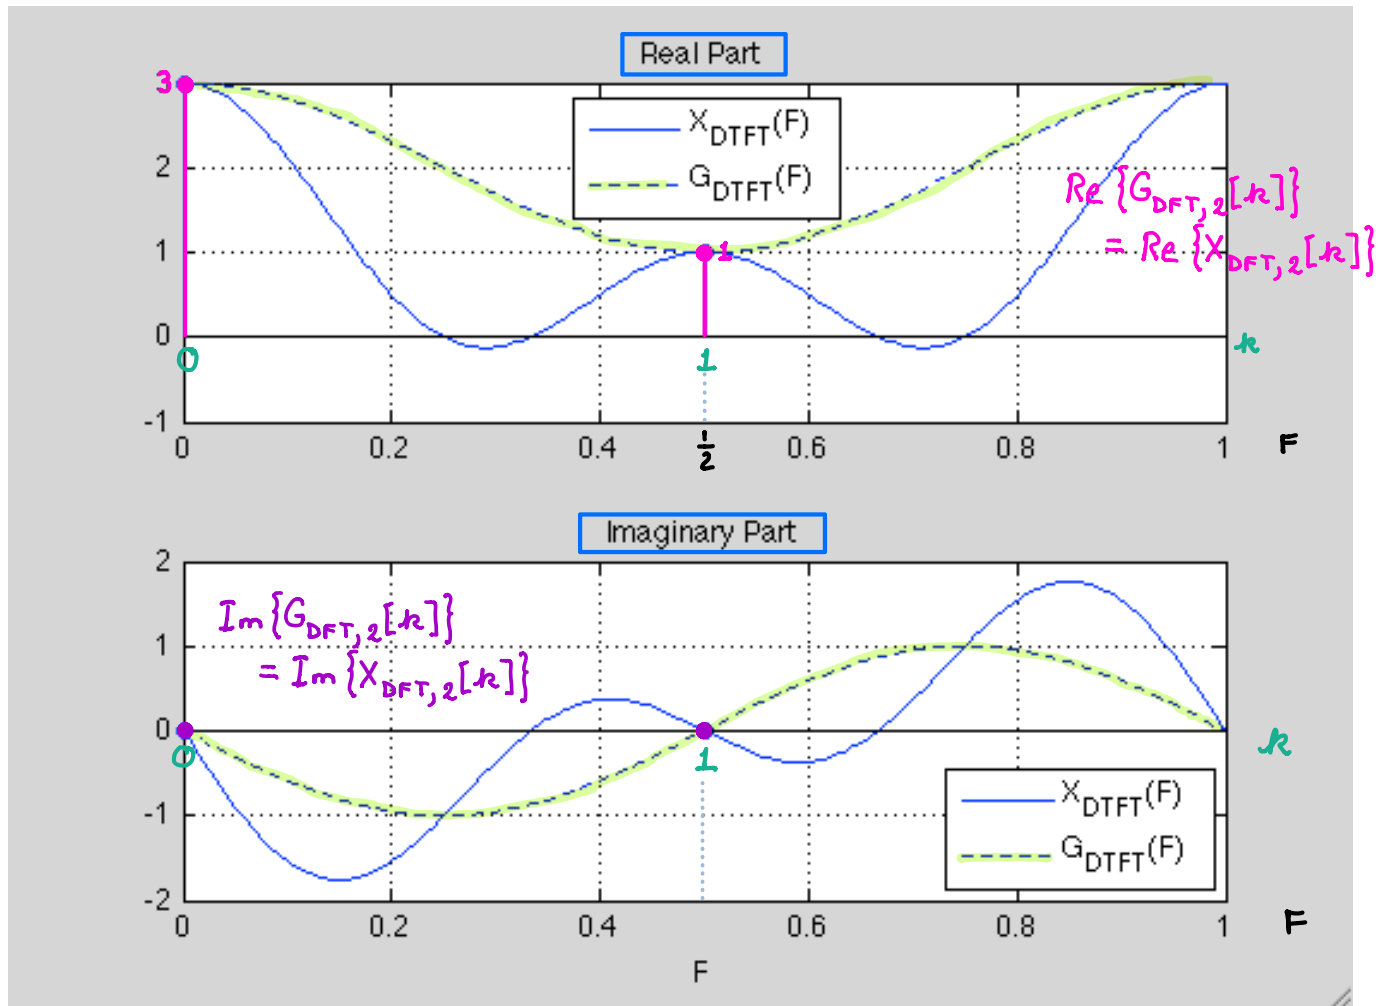 Real Part
3
2
1
0
-1
X_DTFT(F)
G_DTFT(F)
Re{G_DFT,2[k]}
= Re{X_DFT,2[k]}
1
0
1
k
0
0.2
0.4
1/2
0.6
0.8
1
F
Imaginary Part
2
1
0
-1
-2
Im{G_DFT,2[k]}
= Im{X_DFT,2[k]}
0
1
k
X_DTFT(F)
G_DTFT(F)
0
0.2
0.4
0.6
0.8
1
F
F